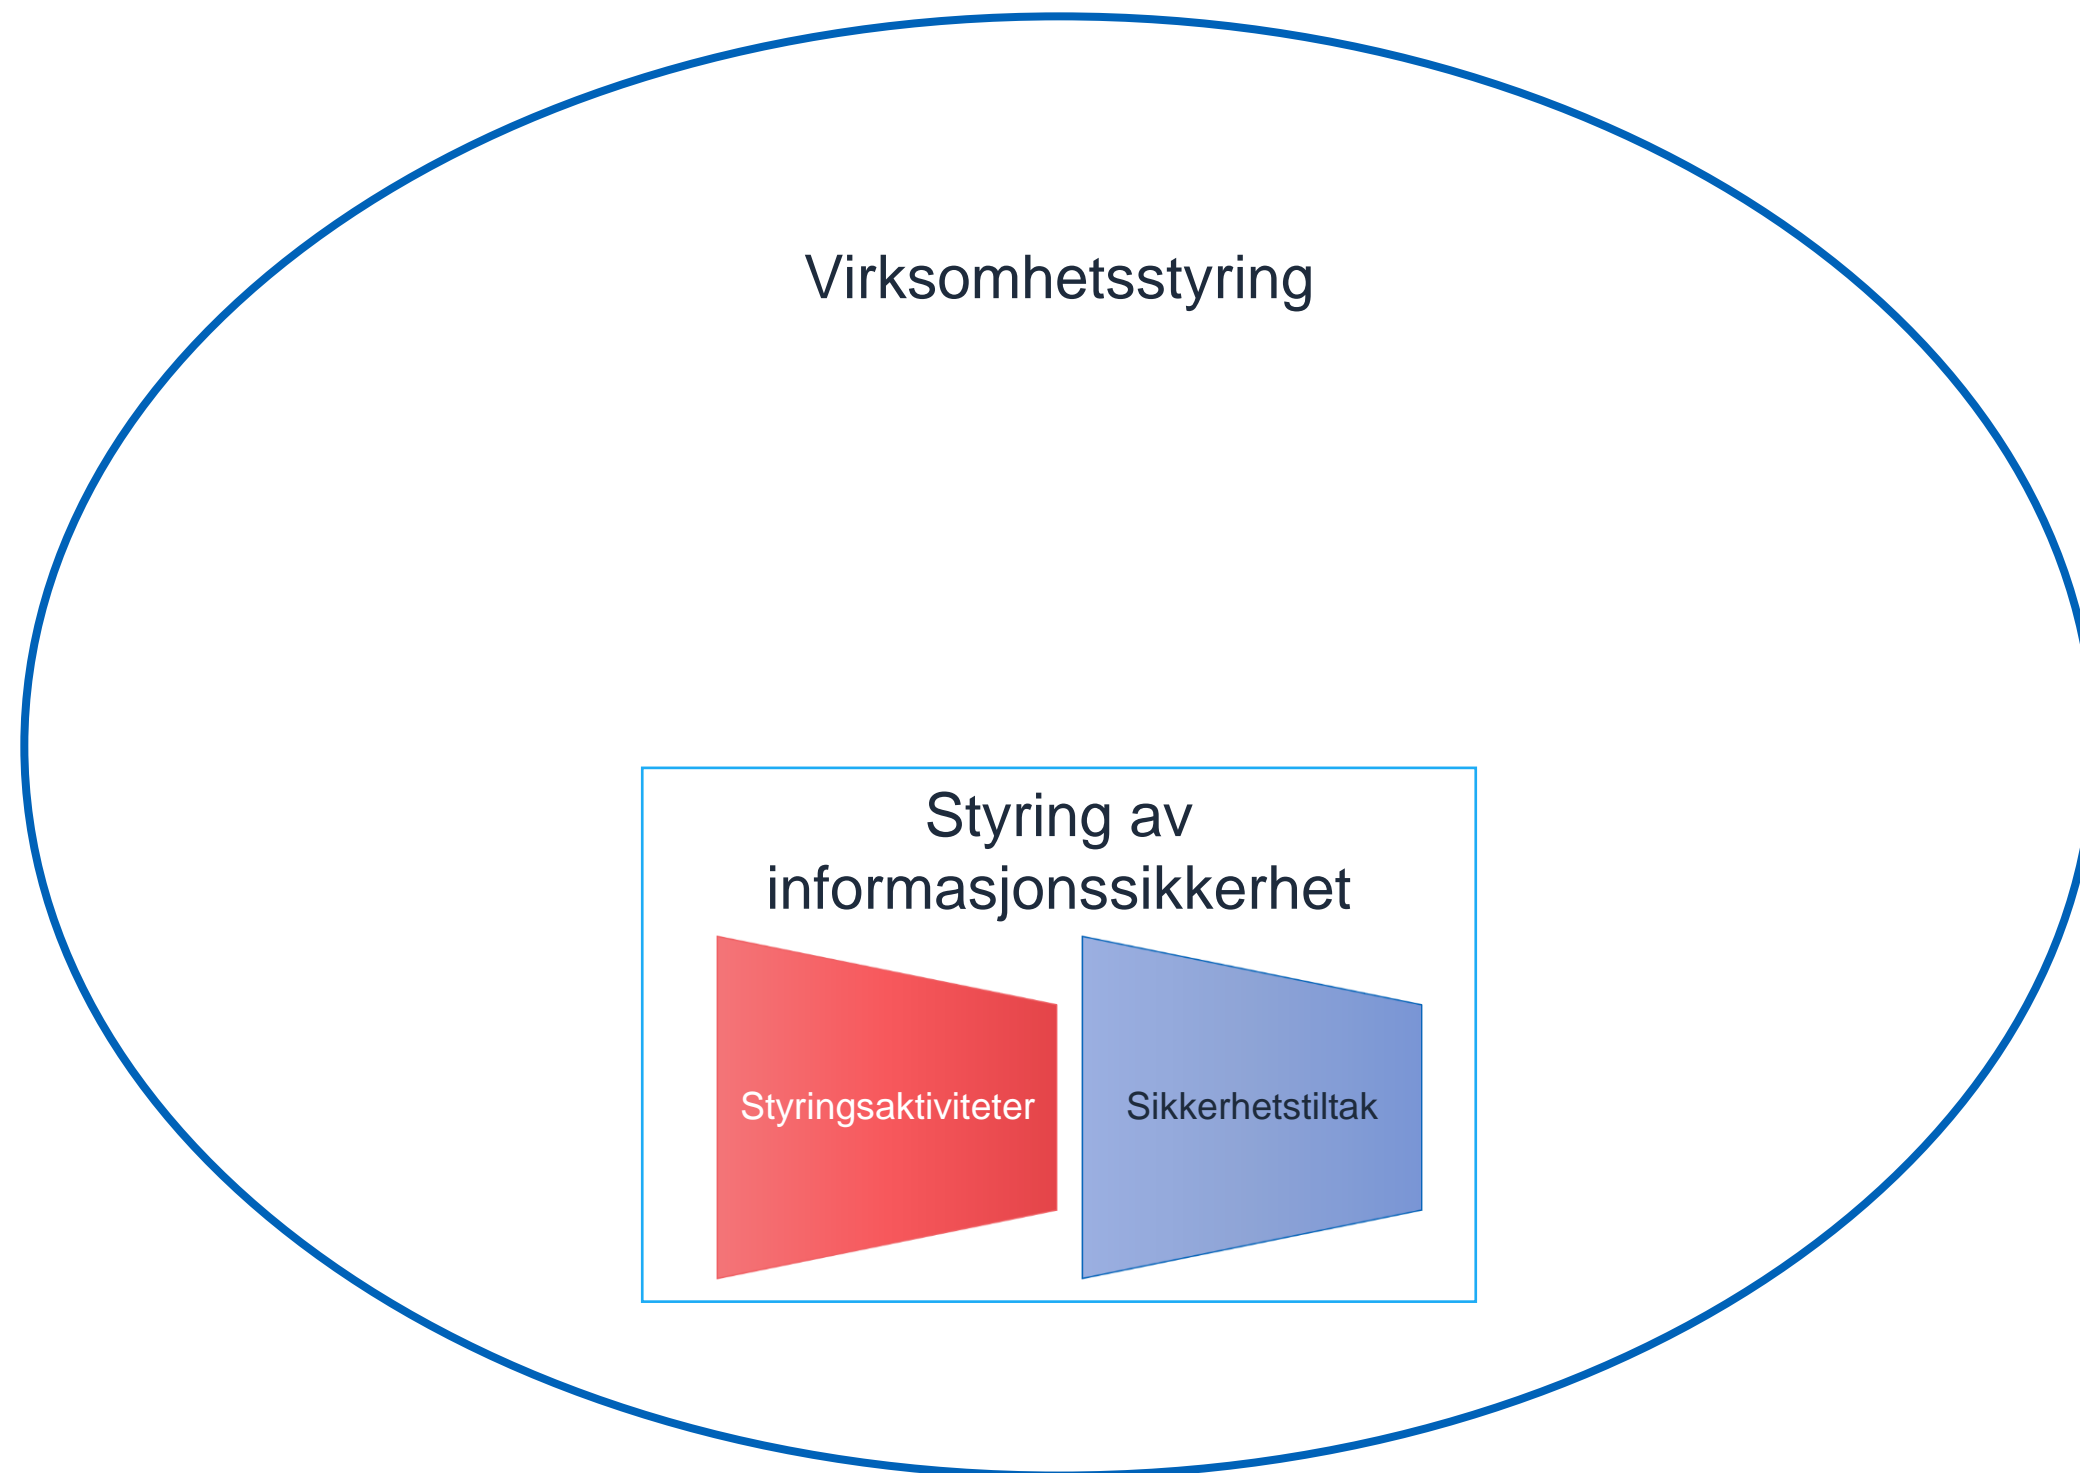 Virksomhetsstyring
Styring av
informasjonssikkerhet
Styringsaktiviteter
Sikkerhetstiltak